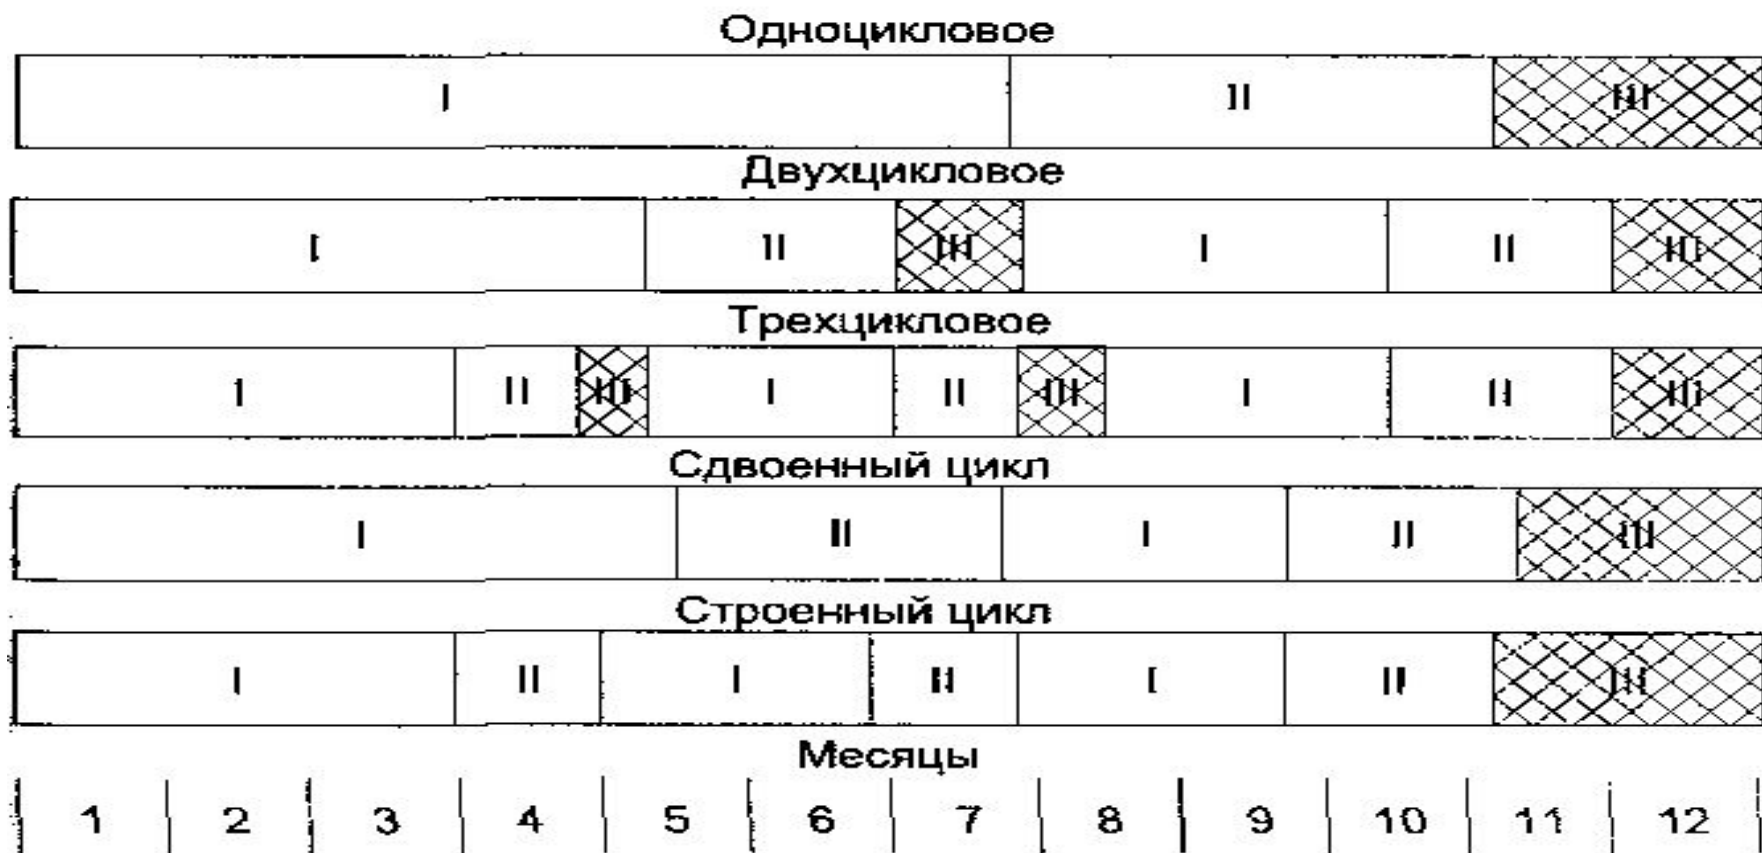 Одноцикловое
I II III
Двухцикловое
I II III I II III
Трехцикловое
I II III I II III I II III
Сдвоенный цикл
I II I II III
Строенный цикл
I II I II I II III
Месяцы
1 2 3 4 5 6 7 8 9 10 11 12